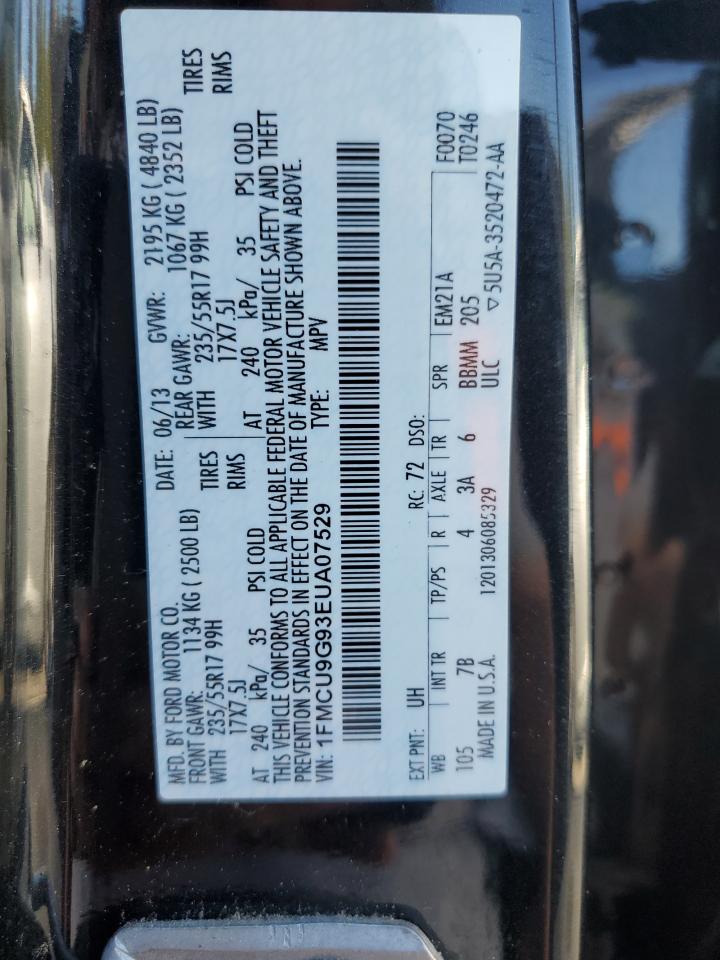 MFD. BY FORD MOTOR CO. DATE: 06/13 GVWR: 2195 KG ( 4840 LB)
FRONT GAWR: 1134 KG ( 2500 LB) REAR GAWR: 1067 KG ( 2352 LB)
WITH 235/55R17 99H TIRES WITH 235/55R17 99H TIRES
17X7.5J RIMS 17X7.5J RIMS
AT 240 kPa/ 35 PSI COLD AT 240 kPa/ 35 PSI COLD
THIS VEHICLE CONFORMS TO ALL APPLICABLE FEDERAL MOTOR VEHICLE SAFETY AND THEFT
PREVENTION STANDARDS IN EFFECT ON THE DATE OF MANUFACTURE SHOWN ABOVE.
VIN: 1FMCU9G93EUA07529 TYPE: MPV
EXT PNT: UH RC: 72 DSO:
WB INT TR TP/PS R AXLE TR SPR EM21A F0070
105 7B 4 3A 6 BBMM 205 T0246
MADE IN U.S.A. 1201306085329 ULC ▽ 5U5A-3520472-AA